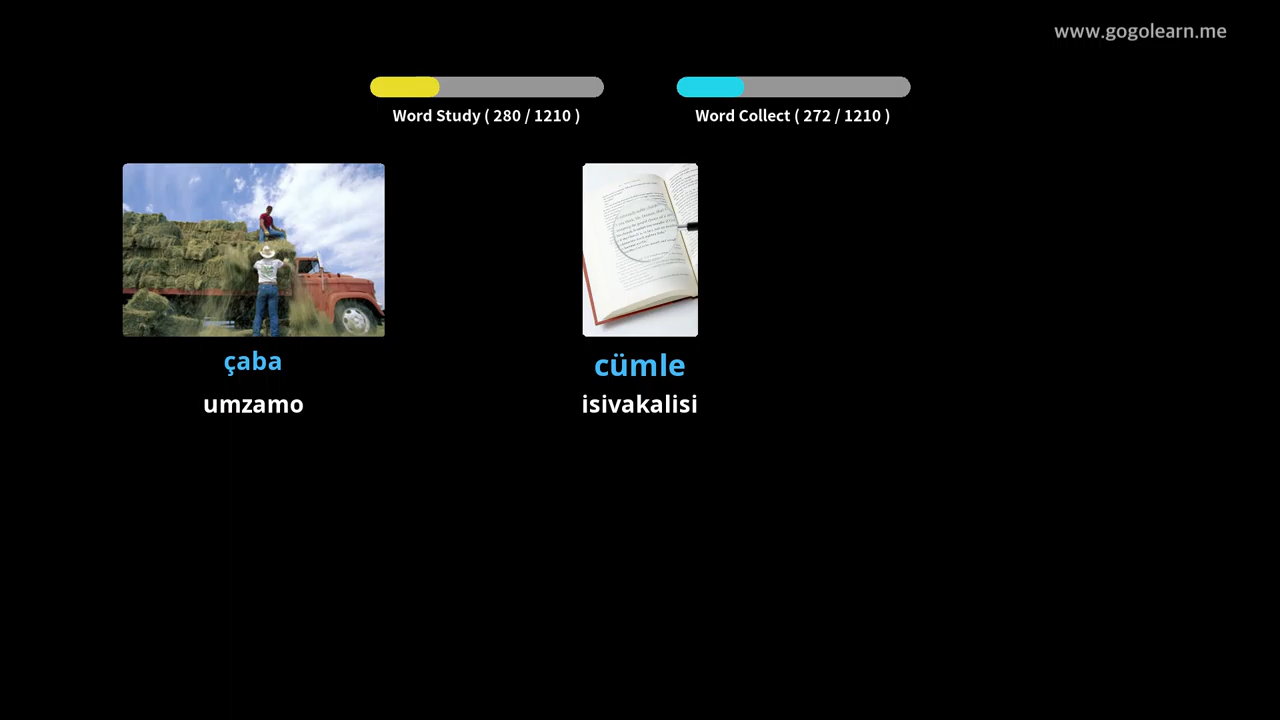 www.gogolearn.me
Word Study ( 280 / 1210 )
Word Collect ( 272 / 1210 )
çaba
umzamo
cümle
isivakalisi